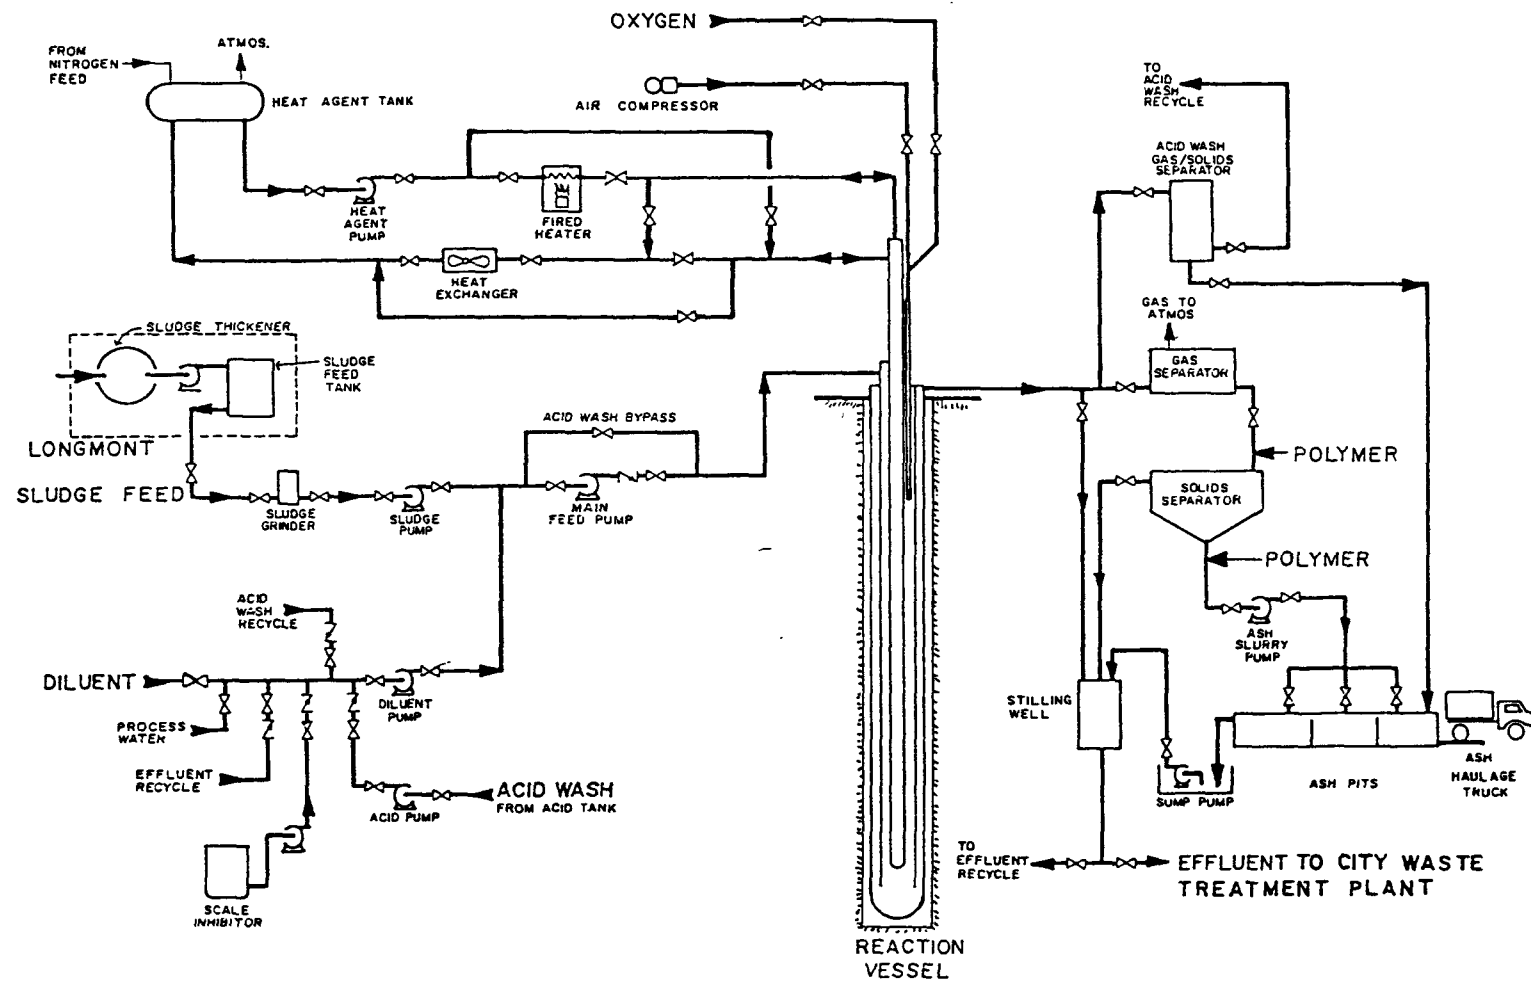 OXYGEN
AIR COMPRESSOR
FROM
NITROGEN
FEED
ATMOS.
HEAT AGENT TANK
HEAT
AGENT
PUMP
FIRED
HEATER
HEAT
EXCHANGER
SLUDGE THICKENER
SLUDGE
FEED
TANK
LONGMONT
SLUDGE FEED
SLUDGE
GRINDER
SLUDGE
PUMP
ACID WASH BYPASS
MAIN
FEED PUMP
ACID
WASH
RECYCLE
DILUENT
DILUENT
PUMP
PROCESS
WATER
EFFLUENT
RECYCLE
ACID WASH
FROM ACID TANK
ACID PUMP
SCALE
INHIBITOR
REACTION
VESSEL
TO
ACID
WASH
RECYCLE
ACID WASH
GAS/SOLIDS
SEPARATOR
GAS TO
ATMOS
GAS
SEPARATOR
POLYMER
SOLIDS
SEPARATOR
POLYMER
ASH
SLURRY
PUMP
STILLING
WELL
SUMP PUMP
ASH PITS
ASH
HAULAGE
TRUCK
TO
EFFLUENT
RECYCLE
EFFLUENT TO CITY WASTE
TREATMENT PLANT